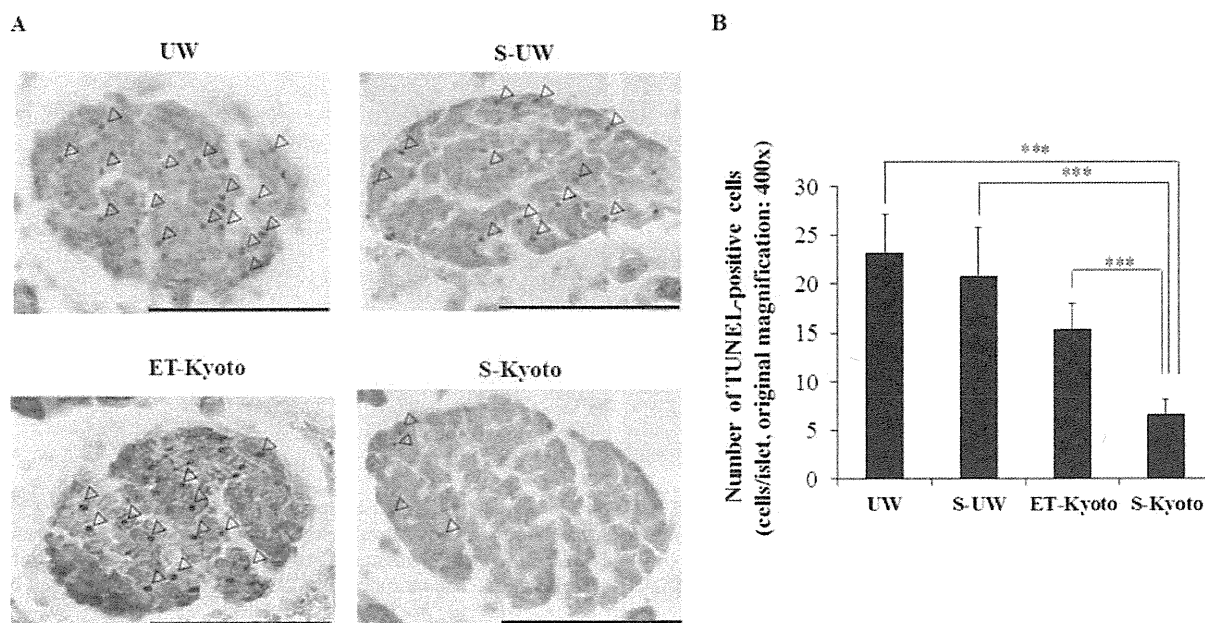 A
UW
S-UW
ET-Kyoto
S-Kyoto
B
Number of TUNEL-positive cells
(cells/islet, original magnification: 400x)
30
25
20
15
10
5
0
***
***
***
UW
S-UW
ET-Kyoto
S-Kyoto